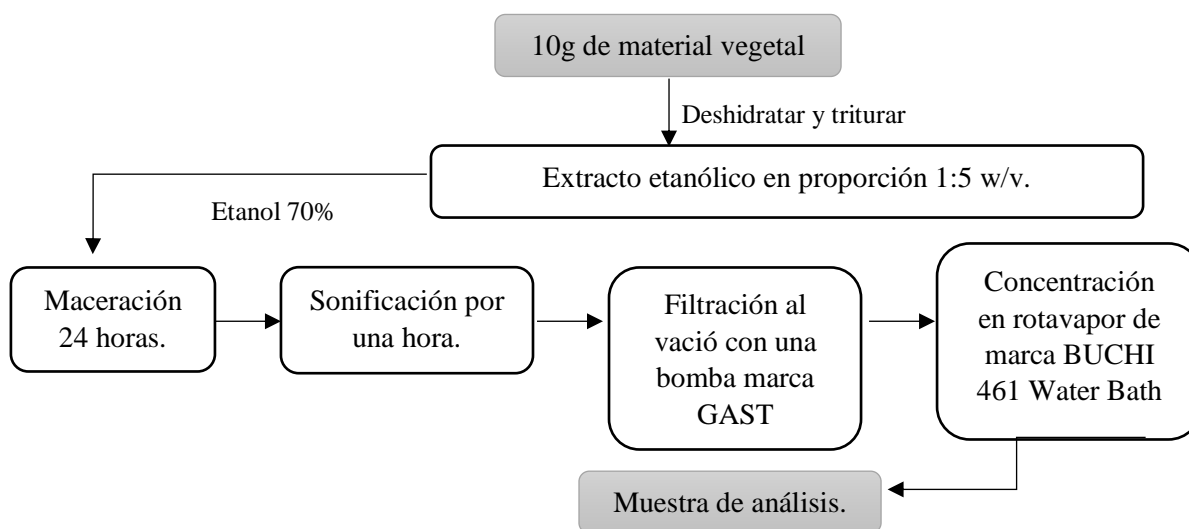 10g de material vegetal
Deshidratar y triturar
Extracto etanólico en proporción 1:5 w/v.
Etanol 70%
Maceración
24 horas.
Sonificación por
una hora.
Filtración al
vació con una
bomba marca
GAST
Concentración
en rotavapor de
marca BUCHI
461 Water Bath
Muestra de análisis.